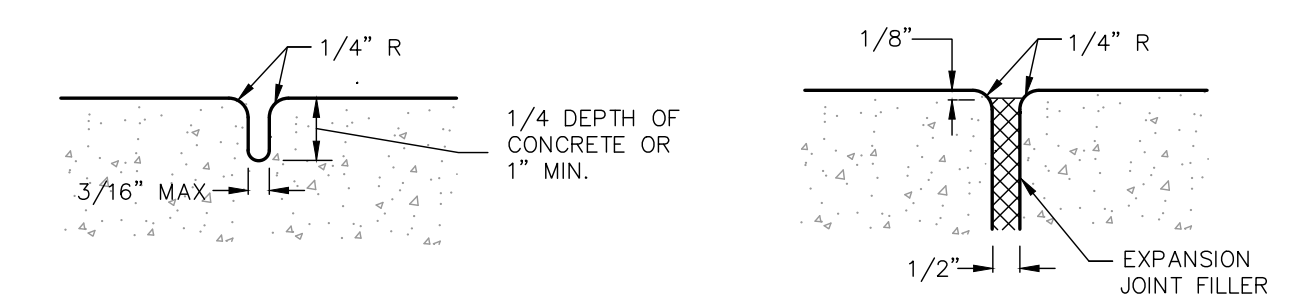 1/4" R
1/4 DEPTH OF
CONCRETE OR
1" MIN.
3/16" MAX
1/8"
1/4" R
1/2"
EXPANSION
JOINT FILLER